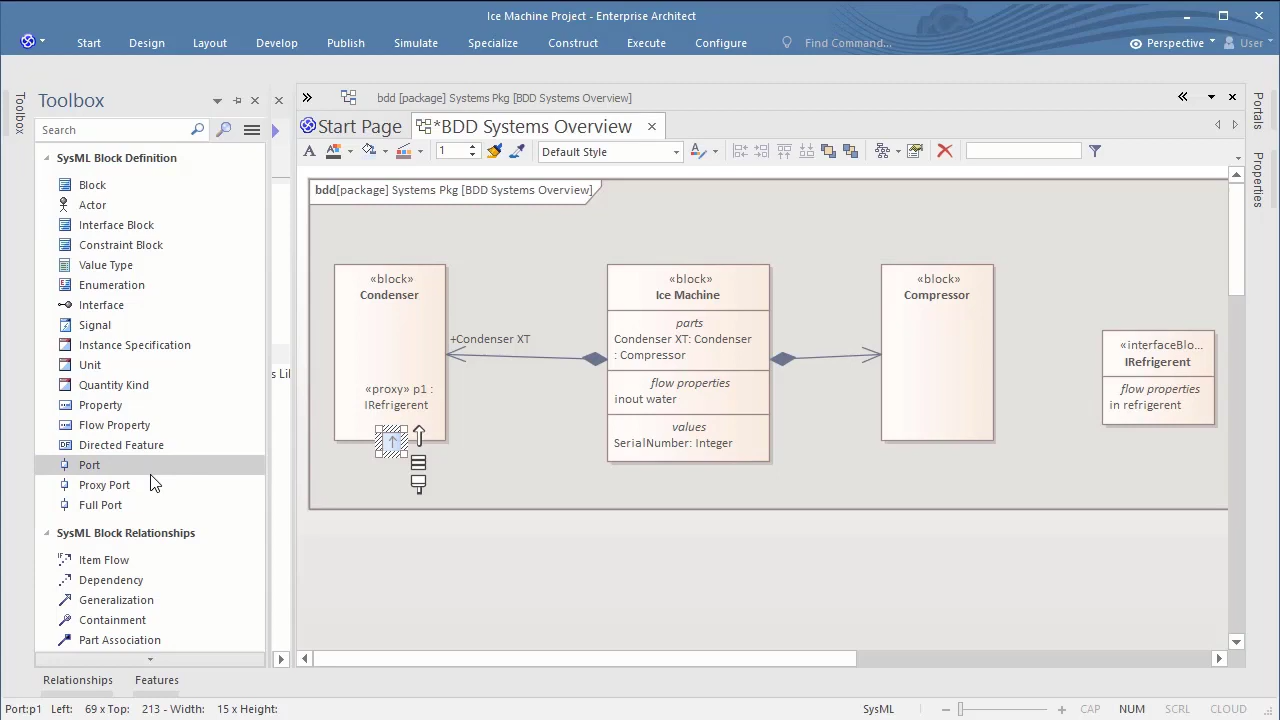 Ice Machine Project - Enterprise Architect
Start
Design
Layout
Develop
Publish
Simulate
Specialize
Construct
Execute
Configure
Find Command...
Perspective
User
Toolbox
Toolbox
Search
SysML Block Definition
Block
Actor
Interface Block
Constraint Block
Value Type
Enumeration
Interface
Signal
Instance Specification
Unit
Quantity Kind
Property
Flow Property
Directed Feature
Port
Proxy Port
Full Port
SysML Block Relationships
Item Flow
Dependency
Generalization
Containment
Part Association
Relationships
Features
s Li
bdd [package] Systems Pkg [BDD Systems Overview]
Start Page
*BDD Systems Overview
1
Default Style
bdd[package] Systems Pkg [BDD Systems Overview]
«block»
Condenser
«proxy» p1 :
IRefrigerent
+Condenser XT
«block»
Ice Machine
parts
Condenser XT: Condenser
: Compressor
flow properties
inout water
values
SerialNumber: Integer
«block»
Compressor
«interfaceBlo...
IRefrigerent
flow properties
in refrigerent
Portals
Properties
Port:p1 Left: 69 x Top: 213 - Width: 15 x Height:
SysML
CAP
NUM
SCRL
CLOUD